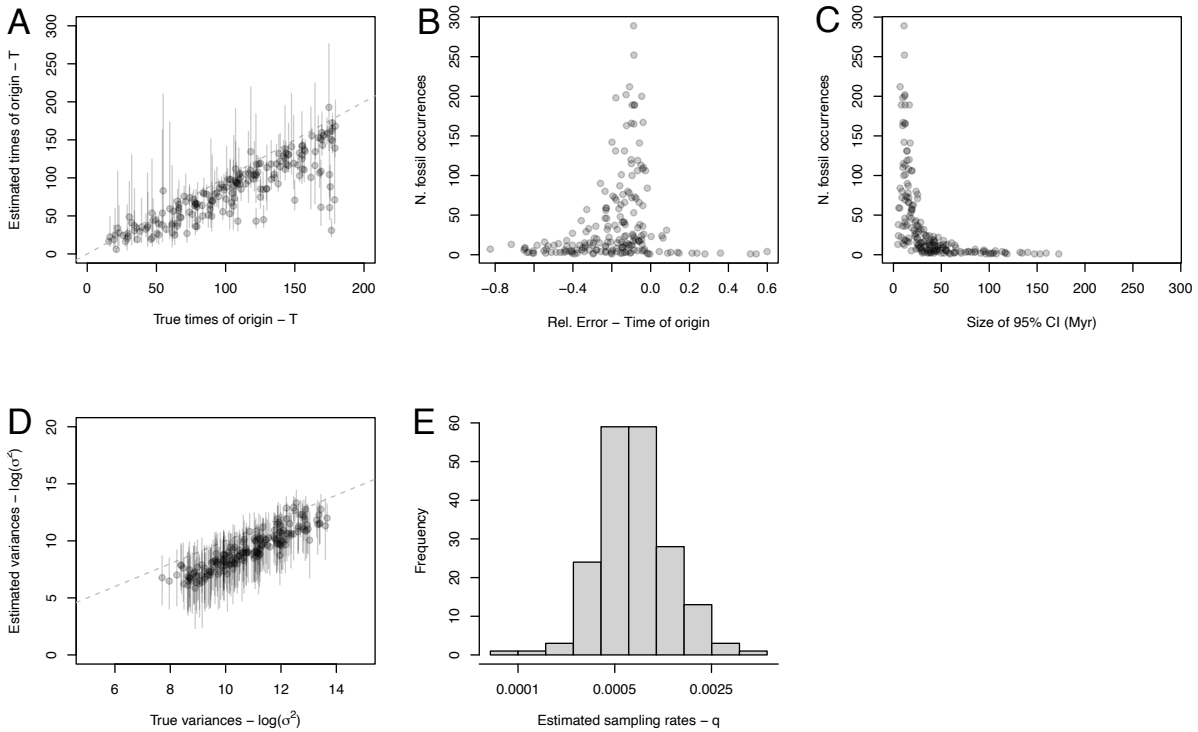 A
Estimated times of origin − T
300
250
200
150
100
50
0
0 50 100 150 200
True times of origin − T
B
N. fossil occurrences
300
250
200
150
100
50
0
−0.8 −0.4 0.0 0.2 0.4 0.6
Rel. Error − Time of origin
C
N. fossil occurrences
300
250
200
150
100
50
0
0 50 100 150 200 250 300
Size of 95% CI (Myr)
D
Estimated variances − log(σ²)
20
15
10
5
0
6 8 10 12 14
True variances − log(σ²)
E
Frequency
60
50
40
30
20
10
0
0.0001 0.0005 0.0025
Estimated sampling rates − q